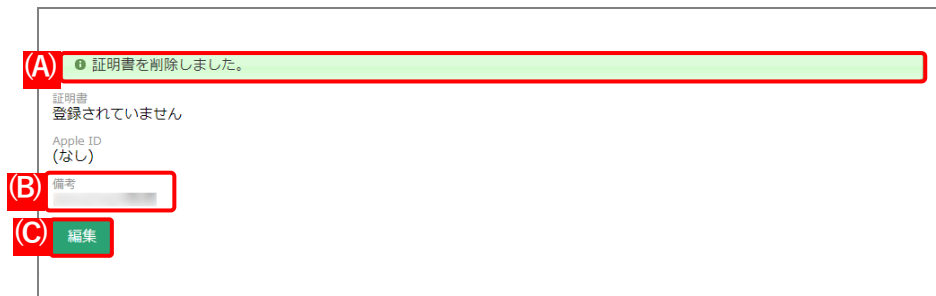 (A) 証明書を削除しました。
証明書
登録されていません
Apple ID
(なし)
(B) 備考
(C) 編集